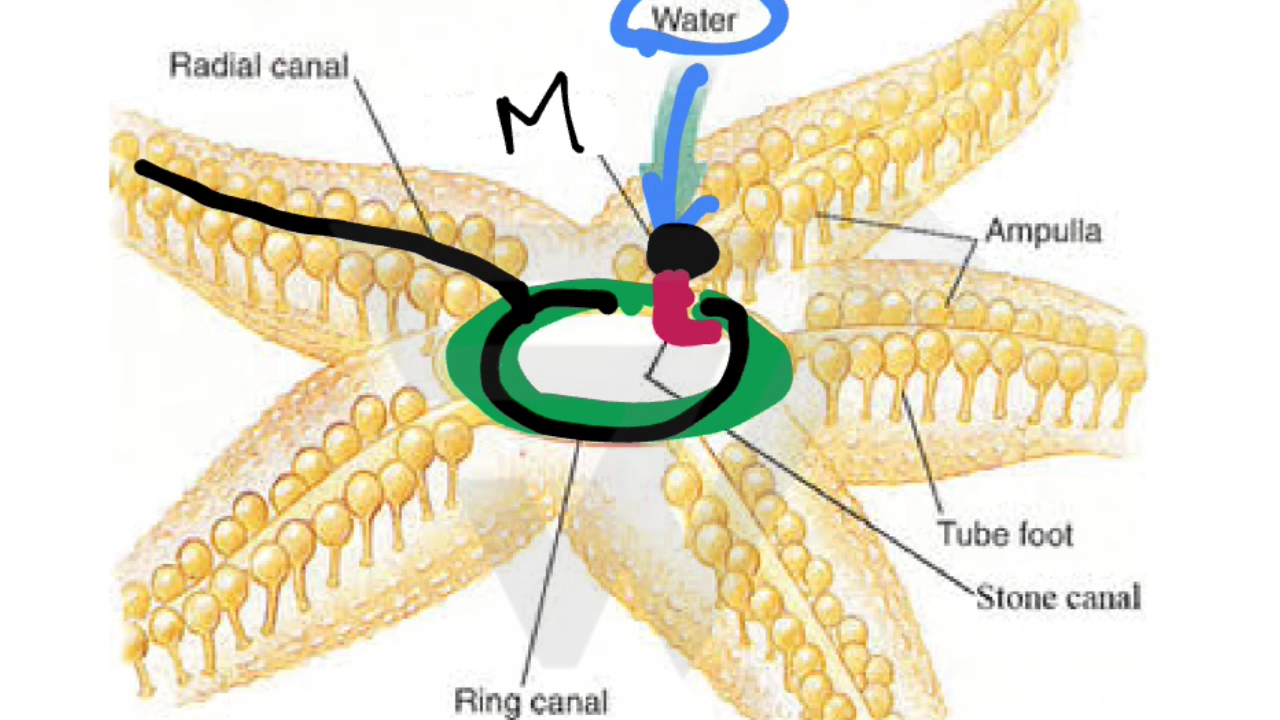 Water
Radial canal
M
Ampulla
Tube foot
Stone canal
Ring canal